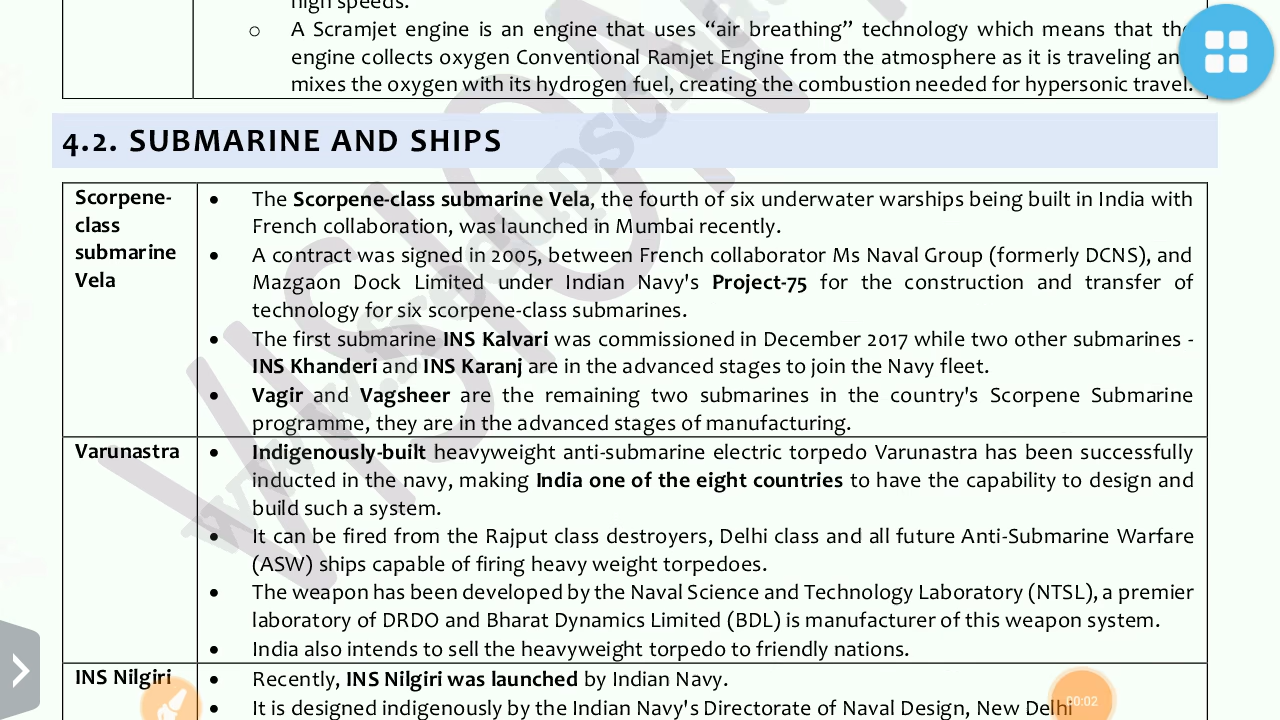 high speeds.
o A Scramjet engine is an engine that uses “air breathing” technology which means that the
engine collects oxygen Conventional Ramjet Engine from the atmosphere as it is traveling an
mixes the oxygen with its hydrogen fuel, creating the combustion needed for hypersonic travel.
4.2. SUBMARINE AND SHIPS
Scorpene-
class
submarine
Vela
• The Scorpene-class submarine Vela, the fourth of six underwater warships being built in India with
French collaboration, was launched in Mumbai recently.
• A contract was signed in 2005, between French collaborator Ms Naval Group (formerly DCNS), and
Mazgaon Dock Limited under Indian Navy's Project-75 for the construction and transfer of
technology for six scorpene-class submarines.
• The first submarine INS Kalvari was commissioned in December 2017 while two other submarines -
INS Khanderi and INS Karanj are in the advanced stages to join the Navy fleet.
• Vagir and Vagsheer are the remaining two submarines in the country's Scorpene Submarine
programme, they are in the advanced stages of manufacturing.
Varunastra
• Indigenously-built heavyweight anti-submarine electric torpedo Varunastra has been successfully
inducted in the navy, making India one of the eight countries to have the capability to design and
build such a system.
• It can be fired from the Rajput class destroyers, Delhi class and all future Anti-Submarine Warfare
(ASW) ships capable of firing heavy weight torpedoes.
• The weapon has been developed by the Naval Science and Technology Laboratory (NTSL), a premier
laboratory of DRDO and Bharat Dynamics Limited (BDL) is manufacturer of this weapon system.
• India also intends to sell the heavyweight torpedo to friendly nations.
INS Nilgiri
• Recently, INS Nilgiri was launched by Indian Navy.
• It is designed indigenously by the Indian Navy's Directorate of Naval Design, New Delhi
00:02